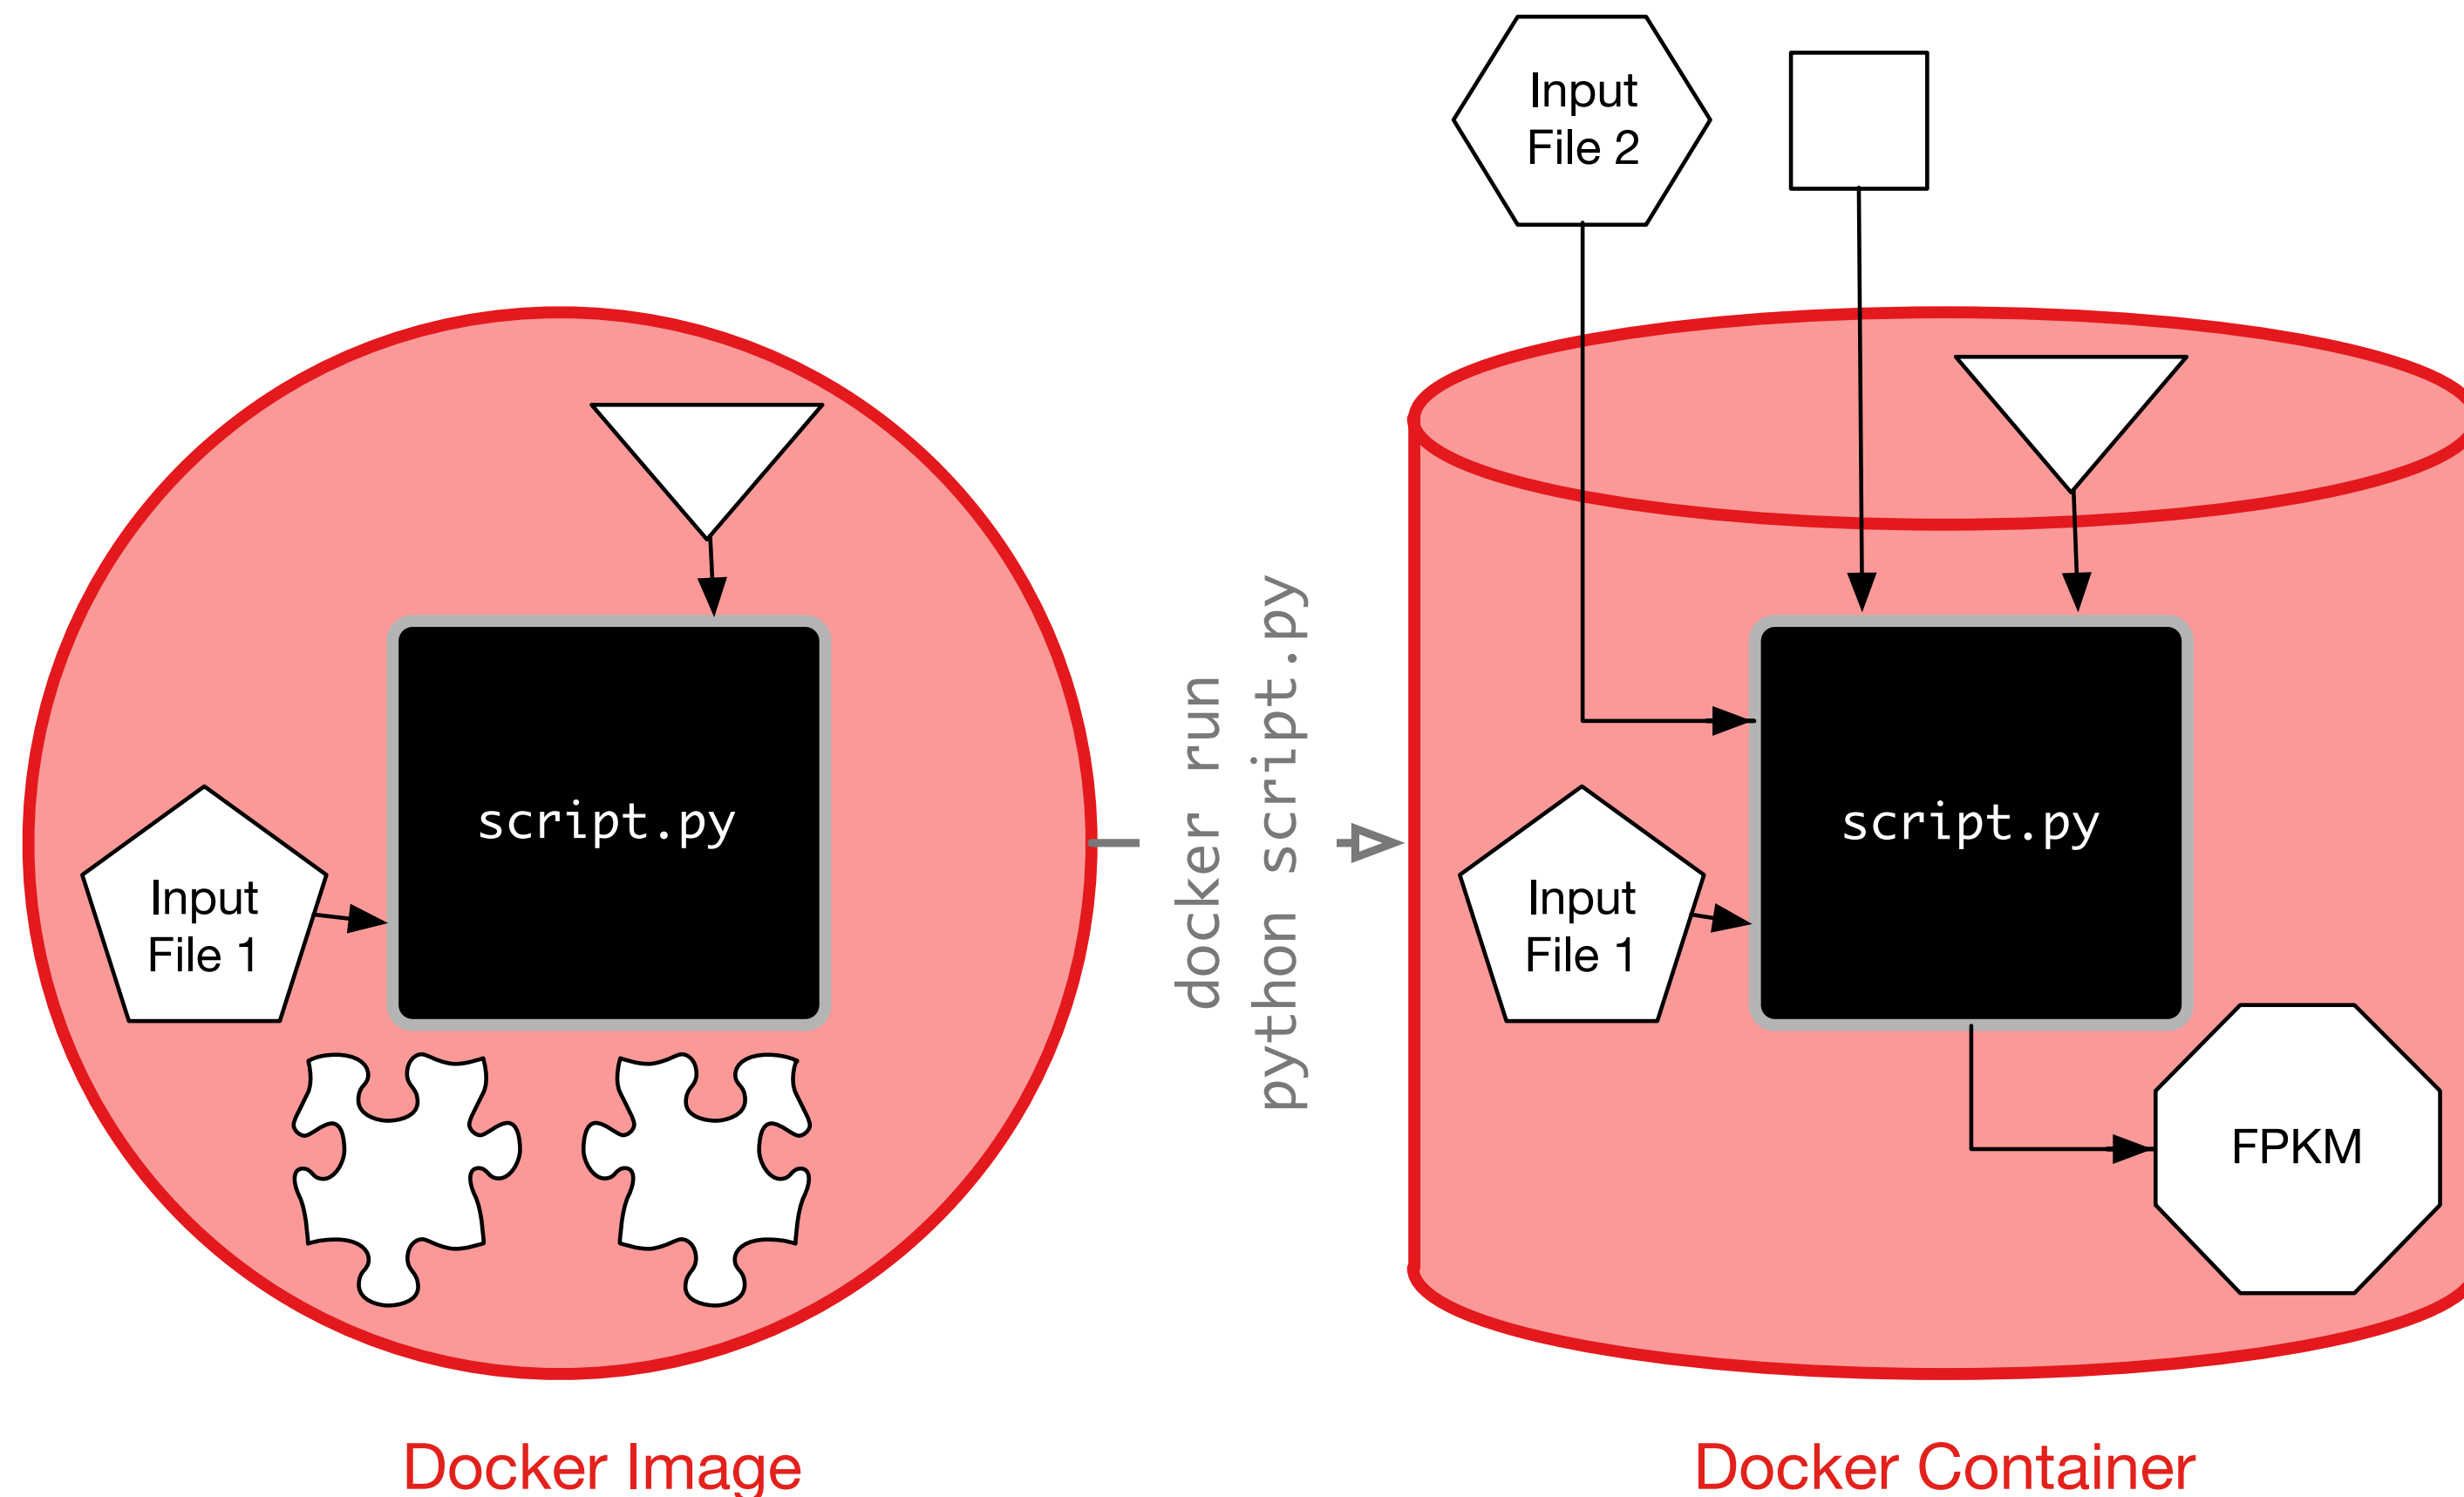 Input
File 2
script.py
Input
File 1
docker run
python script.py
script.py
Input
File 1
FPKM
Docker Image
Docker Container